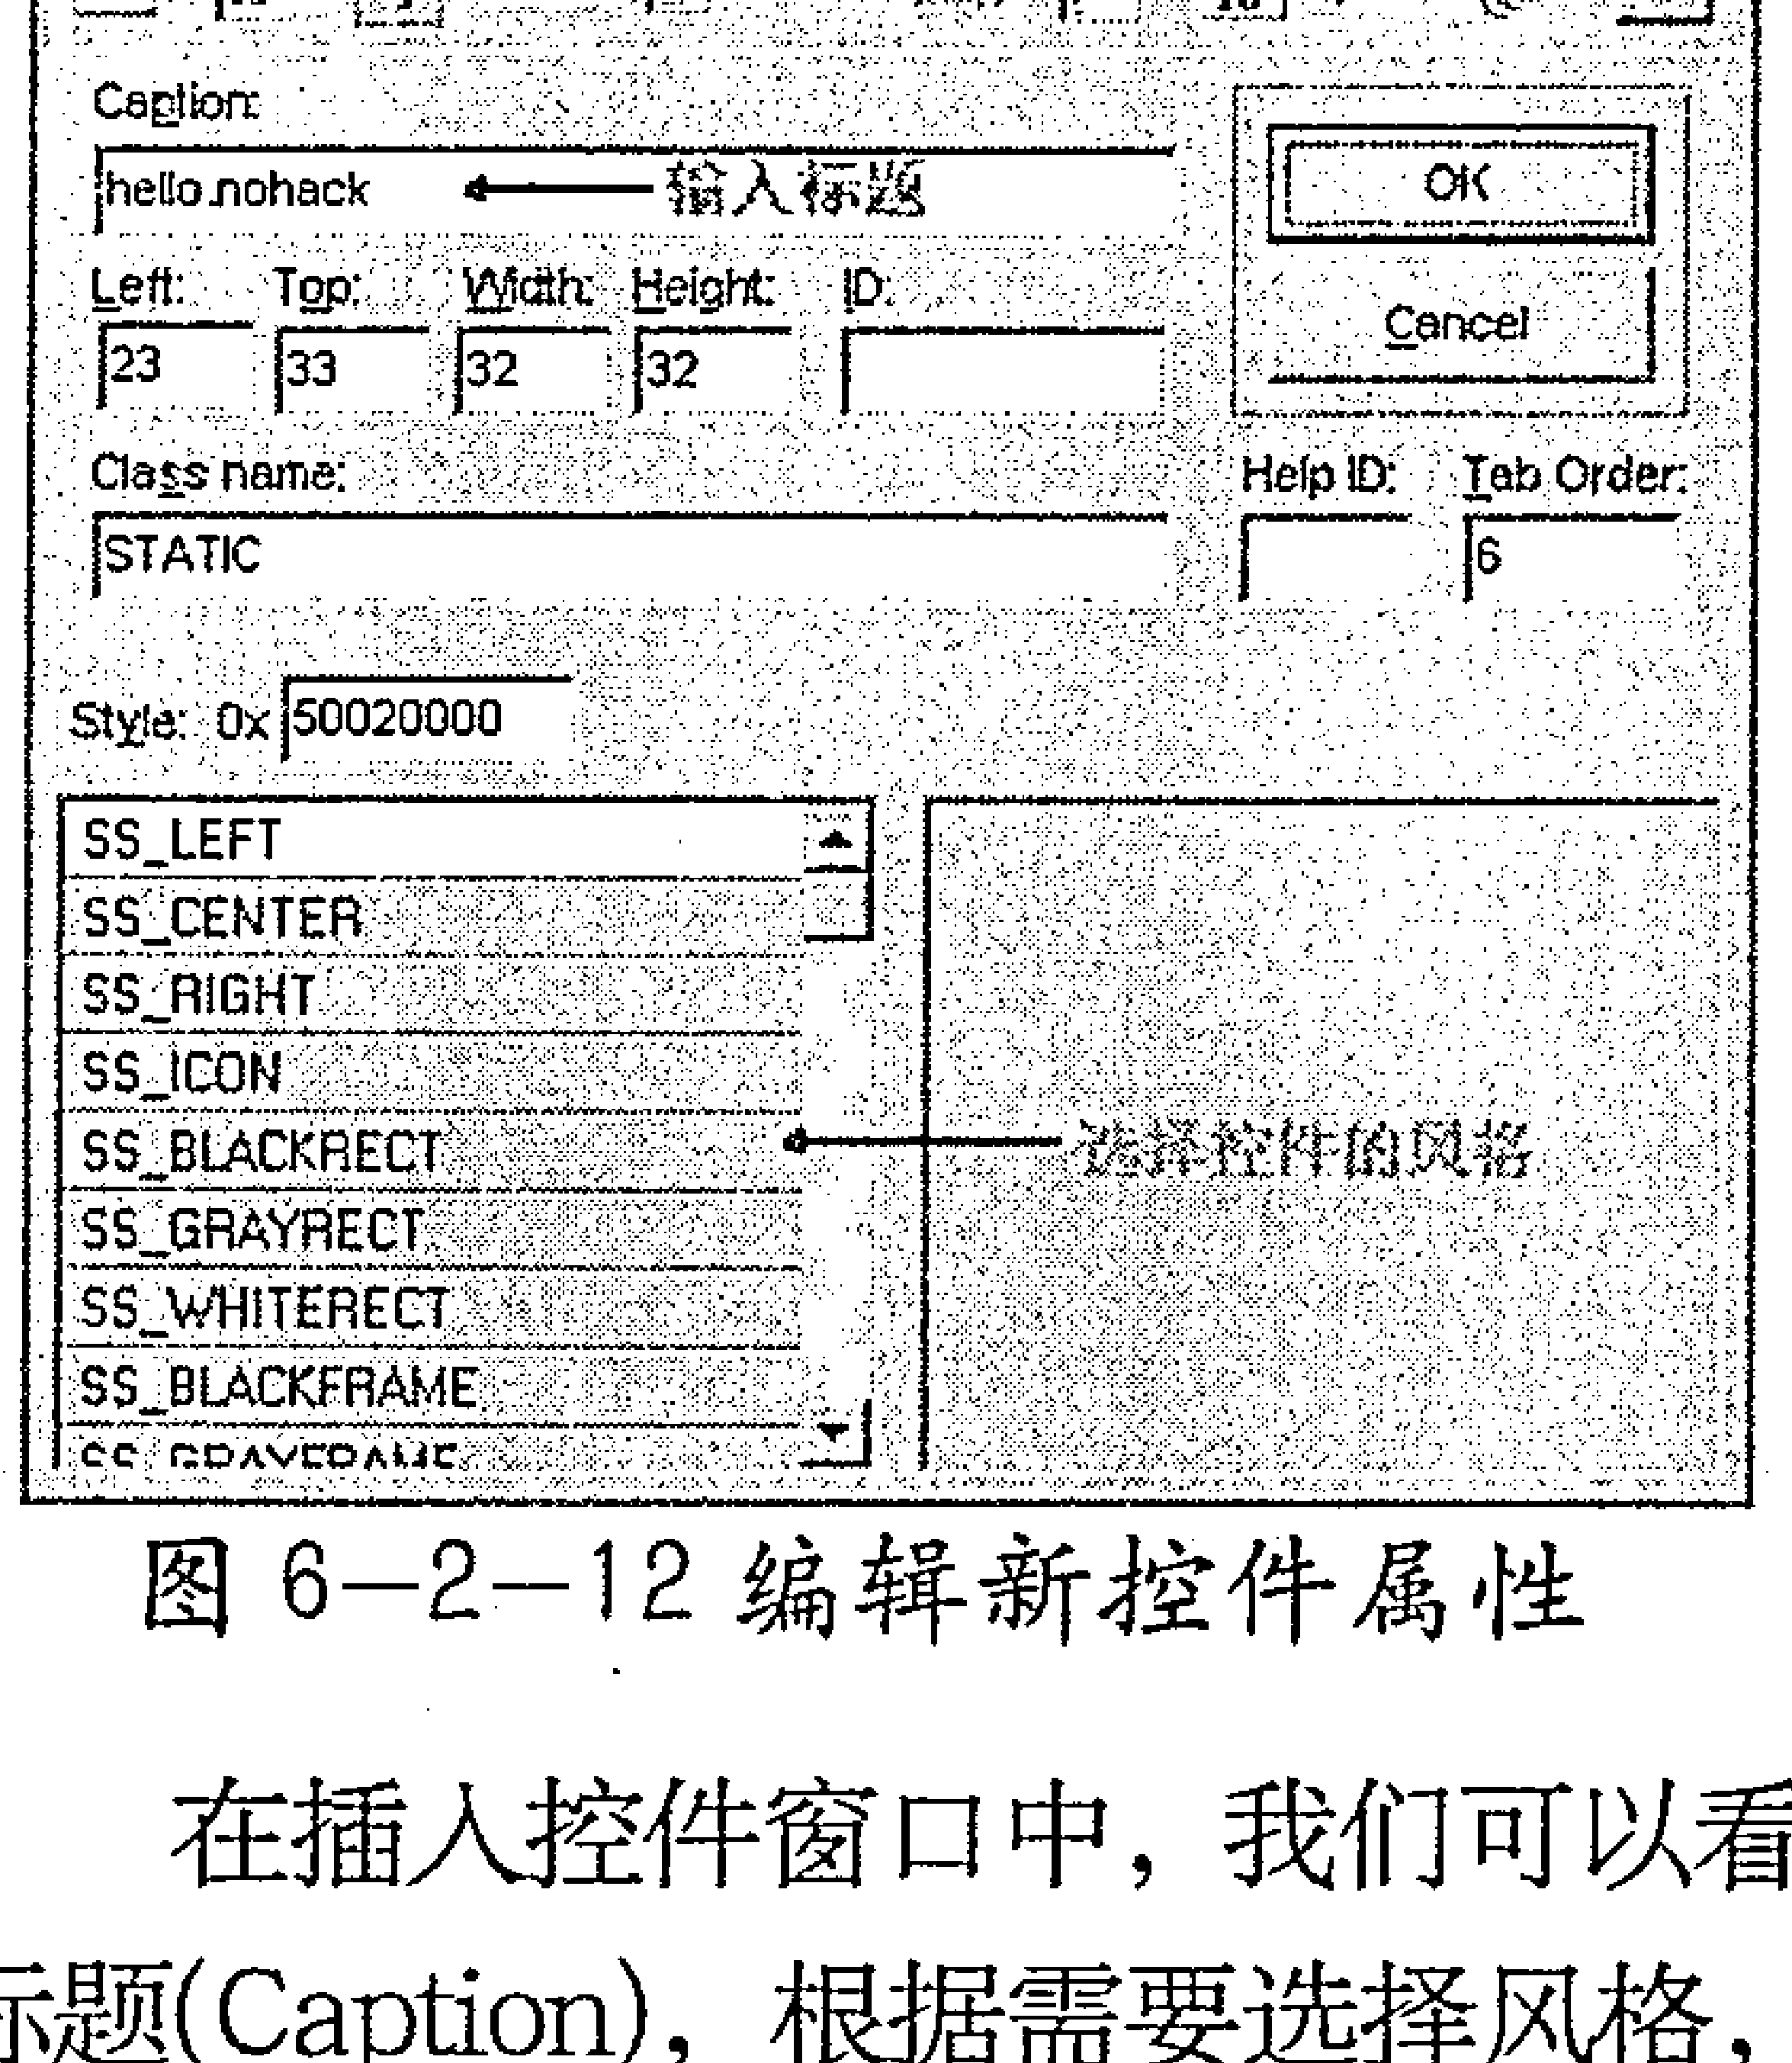 Caption:
hello.nohack 输入标题
OK
Left: Top: Width: Height: ID:
Cancel
23 33 32 32
Class name: Help ID: Tab Order:
STATIC 6
Style: 0x 50020000
SS_LEFT
SS_CENTER
SS_RIGHT
SS_ICON
SS_BLACKRECT 选择控件的风格
SS_GRAYRECT
SS_WHITERECT
SS_BLACKFRAME
SS_GRAYFRAME
图 6-2-12 编辑新控件属性
在插入控件窗口中，我们可以看
标题(Caption)，根据需要选择风格，